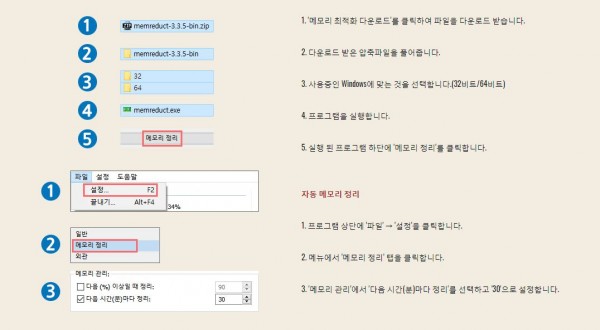 1
memreduct-3.3.5-bin.zip
1. '메모리 최적화 다운로드'를 클릭하여 파일을 다운로드 받습니다.
2
memreduct-3.3.5-bin
2. 다운로드 받은 압축파일을 풀어줍니다.
3
32
64
3. 사용중인 Windows에 맞는 것을 선택합니다.(32비트/64비트)
4
memreduct.exe
4. 프로그램을 실행합니다.
5
메모리 정리
5. 실행 된 프로그램 하단에 '메모리 정리'를 클릭합니다.
1
파일 설정 도움말
설정... F2
끝내기... Alt+F4
34%
자동 메모리 정리
1. 프로그램 상단에 '파일' → '설정'을 클릭합니다.
2
일반
메모리 정리
외관
2. 메뉴에서 '메모리 정리' 탭을 클릭합니다.
3
메모리 관리:
다음 (%) 이상일 때 정리: 90
다음 시간(분)마다 정리: 30
3. '메모리 관리'에서 '다음 시간(분)마다 정리'를 선택하고 '30'으로 설정합니다.